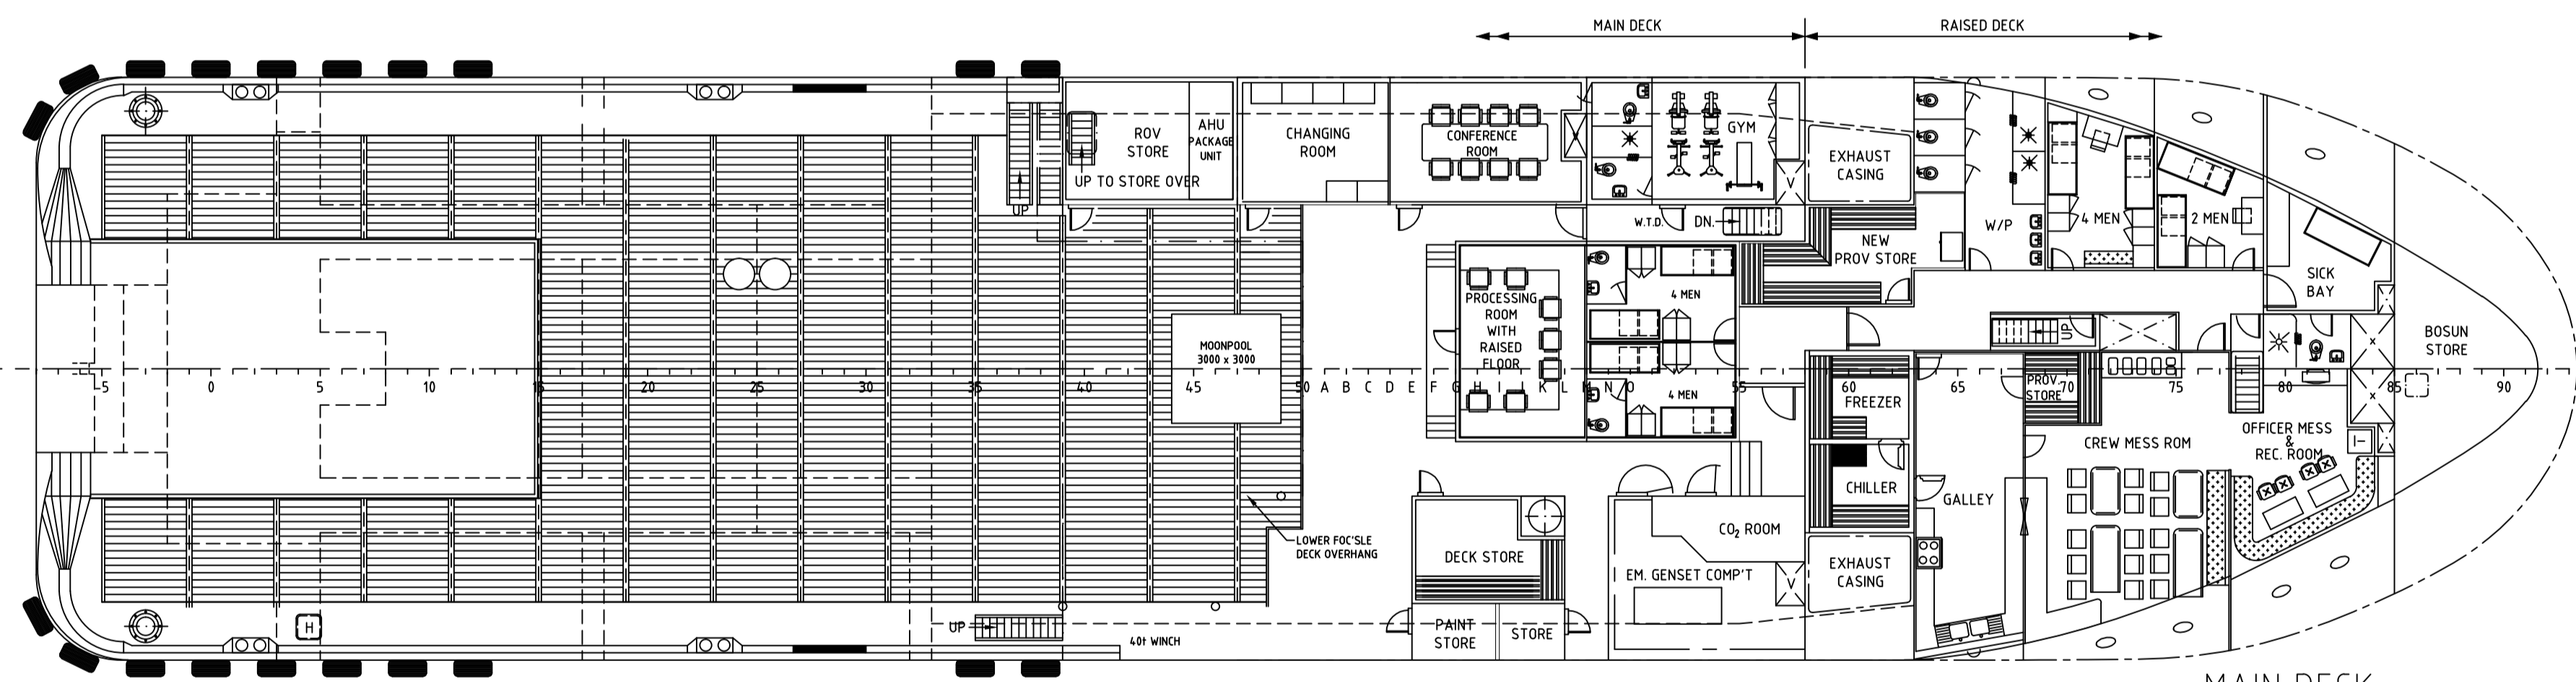 MAIN DECK
RAISED DECK
ROV
STORE
AHU
PACKAGE
UNIT
UP TO STORE OVER
UP
CHANGING
ROOM
CONFERENCE
ROOM
GYM
V
EXHAUST
CASING
W.T.D.
DN.
NEW
PROV STORE
W/P
4 MEN
2 MEN
SICK
BAY
PROCESSING
ROOM
WITH
RAISED
FLOOR
4 MEN
4 MEN
MOONPOOL
3000 x 3000
UP
BOSUN
STORE
-5 0 5 10 15 20 25 30 35 40 45 50 A B C D E F G H I J K L M N O 55 60 65 70 75 80 85 90
FREEZER
PROV.
STORE
CREW MESS ROM
OFFICER MESS
&
REC. ROOM
CHILLER
GALLEY
LOWER FOC'SLE
DECK OVERHANG
DECK STORE
CO₂ ROOM
EM. GENSET COMP'T
V
EXHAUST
CASING
H
UP
40t WINCH
PAINT
STORE
STORE
MAIN DECK